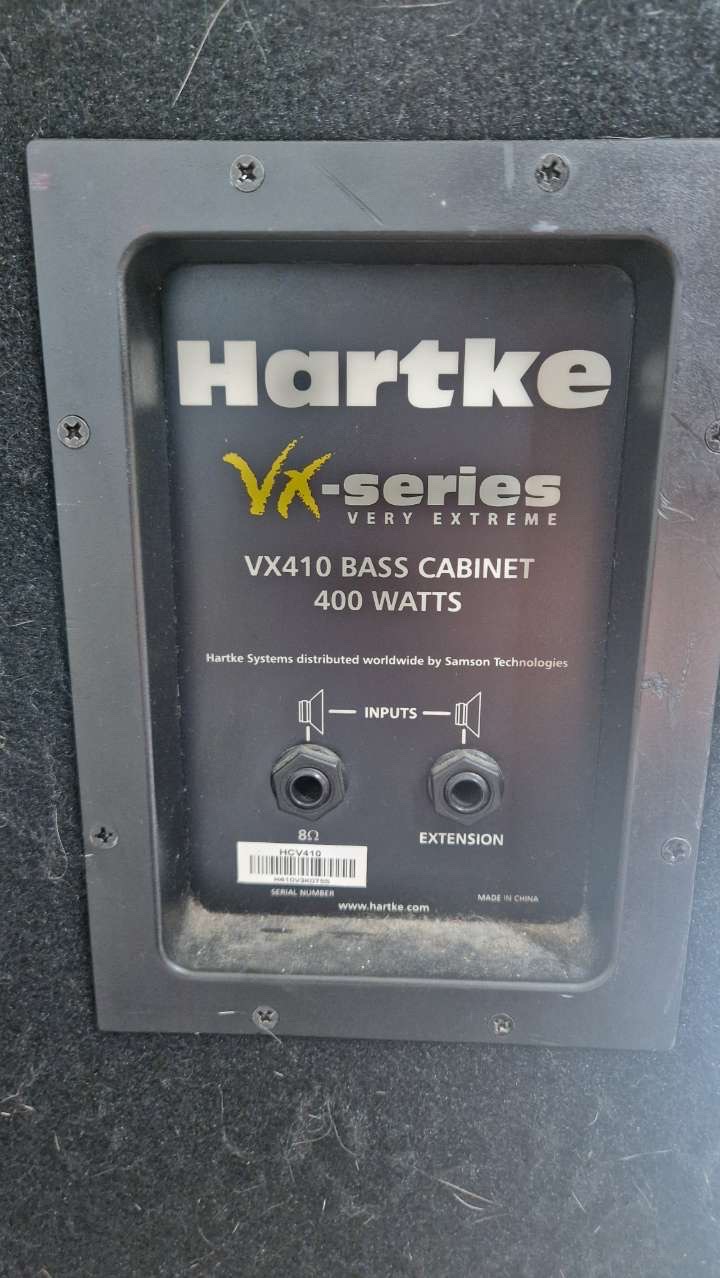 Hartke
VX-series
VERY EXTREME
VX410 BASS CABINET
400 WATTS
Hartke Systems distributed worldwide by Samson Technologies
INPUTS
8Ω
EXTENSION
HCV410
SERIAL NUMBER
MADE IN CHINA
www.hartke.com